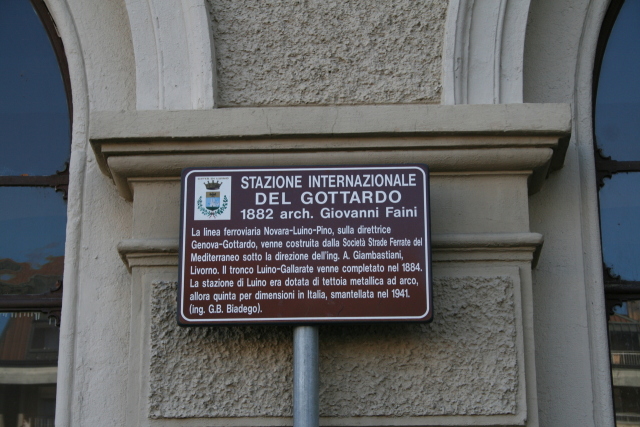 STAZIONE INTERNAZIONALE
DEL GOTTARDO
1882 arch. Giovanni Faini
La linea ferroviaria Novara-Luino-Pino, sulla direttrice
Genova-Gottardo, venne costruita dalla Società Strade Ferrate del
Mediterraneo sotto la direzione dell'ing. A. Giambastiani,
Livorno. Il tronco Luino-Gallarate venne completato nel 1884.
La stazione di Luino era dotata di tettoia metallica ad arco,
allora quinta per dimensioni in Italia, smantellata nel 1941.
(ing. G.B. Biadego).